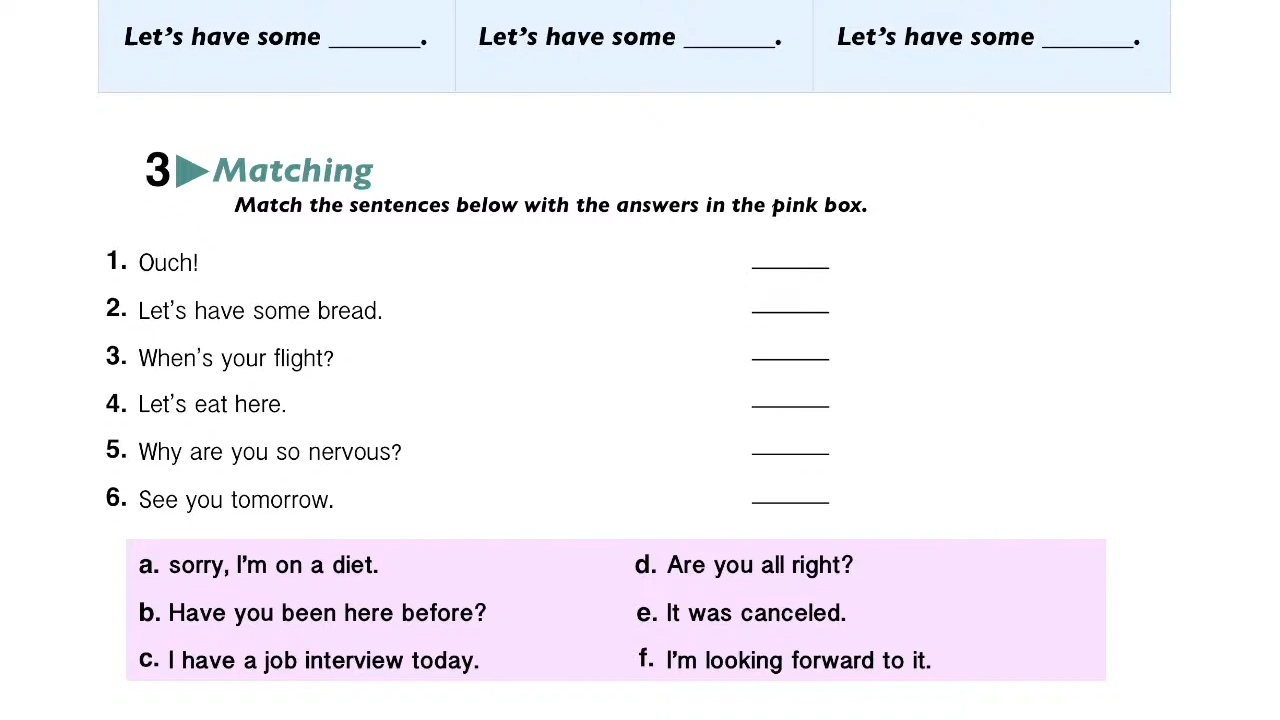 Let's have some _______. Let's have some _______. Let's have some _______.
3 Matching
Match the sentences below with the answers in the pink box.
1. Ouch! ______
2. Let's have some bread. ______
3. When's your flight? ______
4. Let's eat here. ______
5. Why are you so nervous? ______
6. See you tomorrow. ______
a. sorry, I'm on a diet. d. Are you all right?
b. Have you been here before? e. It was canceled.
c. I have a job interview today. f. I'm looking forward to it.